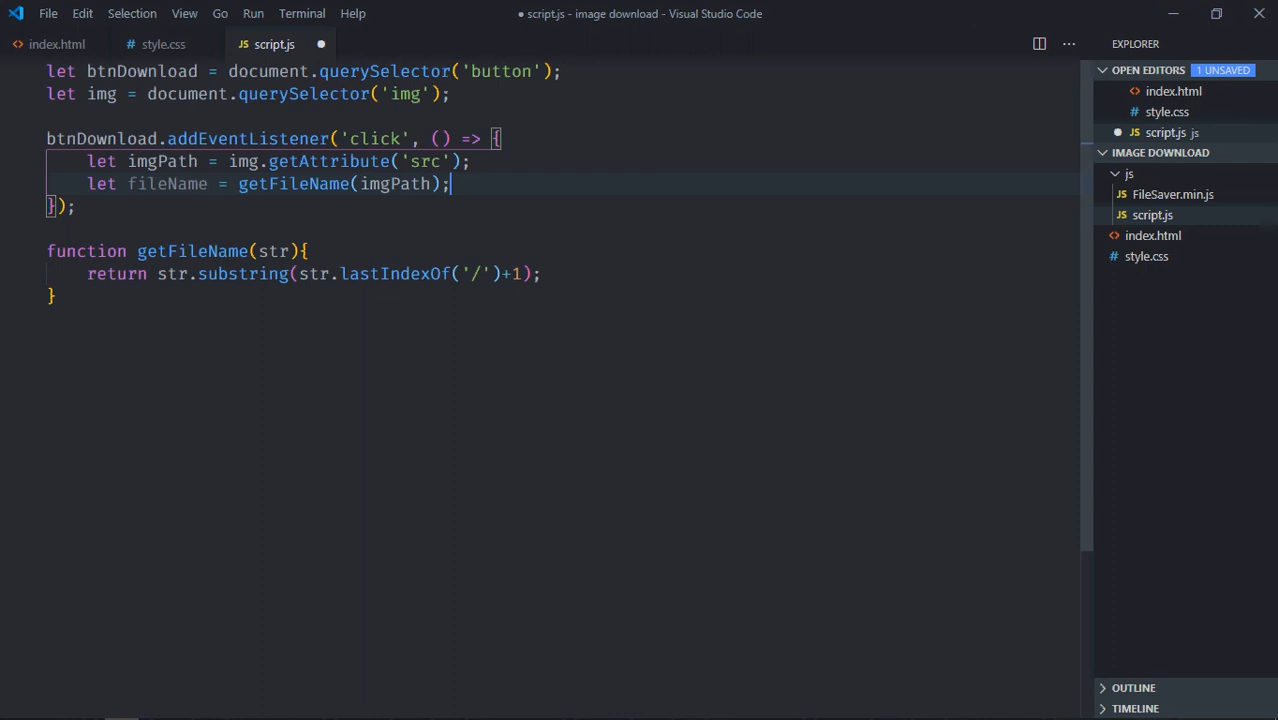 File Edit Selection View Go Run Terminal Help ● script.js - image download - Visual Studio Code
<> index.html # style.css JS script.js ● ··· EXPLORER
let btnDownload = document.querySelector('button');
let img = document.querySelector('img');
btnDownload.addEventListener('click', () => {
let imgPath = img.getAttribute('src');
let fileName = getFileName(imgPath);
});
function getFileName(str){
return str.substring(str.lastIndexOf('/')+1);
}
OPEN EDITORS 1 UNSAVED
<> index.html
# style.css
● JS script.js js
IMAGE DOWNLOAD
js
JS FileSaver.min.js
JS script.js
<> index.html
# style.css
OUTLINE
TIMELINE